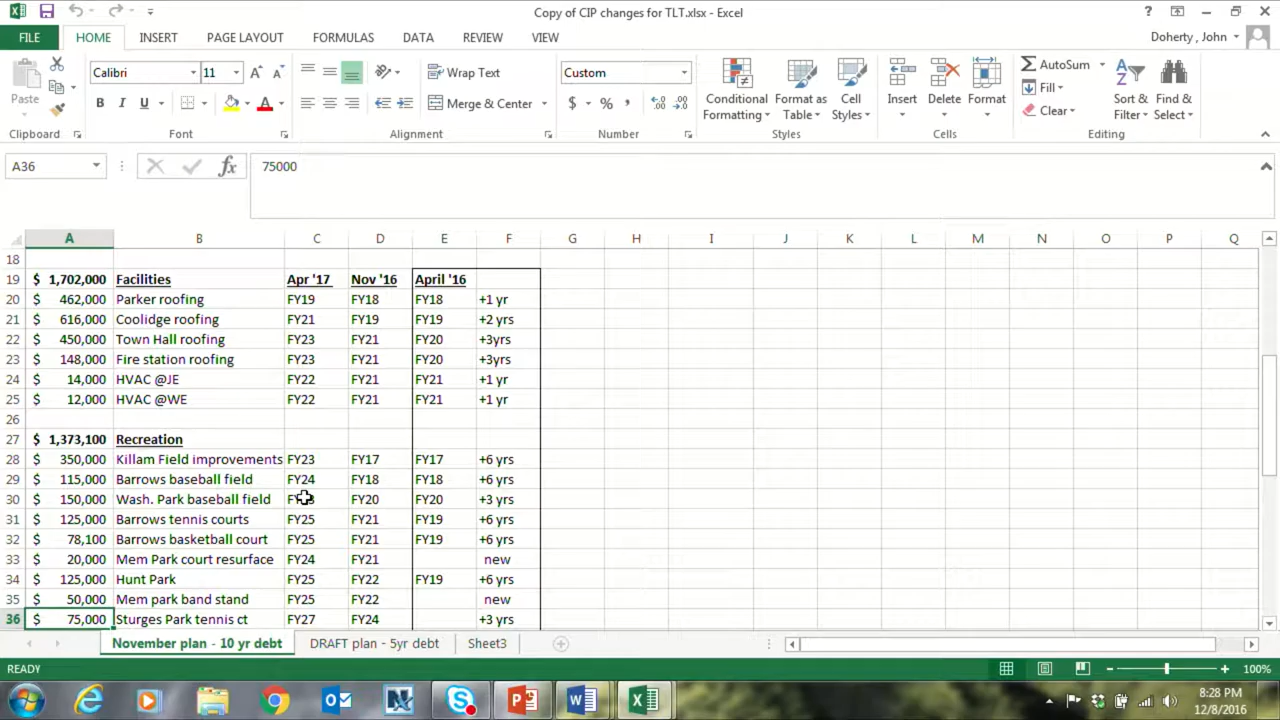 Copy of CIP changes for TLT.xlsx - Excel
FILE HOME INSERT PAGE LAYOUT FORMULAS DATA REVIEW VIEW Doherty , John
Paste Calibri 11 Wrap Text Custom AutoSum
B I U Merge & Center $ % , Conditional Formatting Format as Table Cell Styles Insert Delete Format Fill Clear Sort & Filter Find & Select
Clipboard Font Alignment Number Styles Cells Editing
A36 fx 75000
A B C D E F G H I J K L M N O P Q
18
19 $ 1,702,000 Facilities Apr '17 Nov '16 April '16
20 $ 462,000 Parker roofing FY19 FY18 FY18 +1 yr
21 $ 616,000 Coolidge roofing FY21 FY19 FY19 +2 yrs
22 $ 450,000 Town Hall roofing FY23 FY21 FY20 +3yrs
23 $ 148,000 Fire station roofing FY23 FY21 FY20 +3yrs
24 $ 14,000 HVAC @JE FY22 FY21 FY21 +1 yr
25 $ 12,000 HVAC @WE FY22 FY21 FY21 +1 yr
26
27 $ 1,373,100 Recreation
28 $ 350,000 Killam Field improvements FY23 FY17 FY17 +6 yrs
29 $ 115,000 Barrows baseball field FY24 FY18 FY18 +6 yrs
30 $ 150,000 Wash. Park baseball field FY20 FY20 +3 yrs
31 $ 125,000 Barrows tennis courts FY25 FY21 FY19 +6 yrs
32 $ 78,100 Barrows basketball court FY25 FY21 FY19 +6 yrs
33 $ 20,000 Mem Park court resurface FY24 FY21 new
34 $ 125,000 Hunt Park FY25 FY22 FY19 +6 yrs
35 $ 50,000 Mem park band stand FY25 FY22 new
36 $ 75,000 Sturges Park tennis ct FY27 FY24 +3 yrs
November plan - 10 yr debt DRAFT plan - 5yr debt Sheet3
READY 100%
8:28 PM
12/8/2016